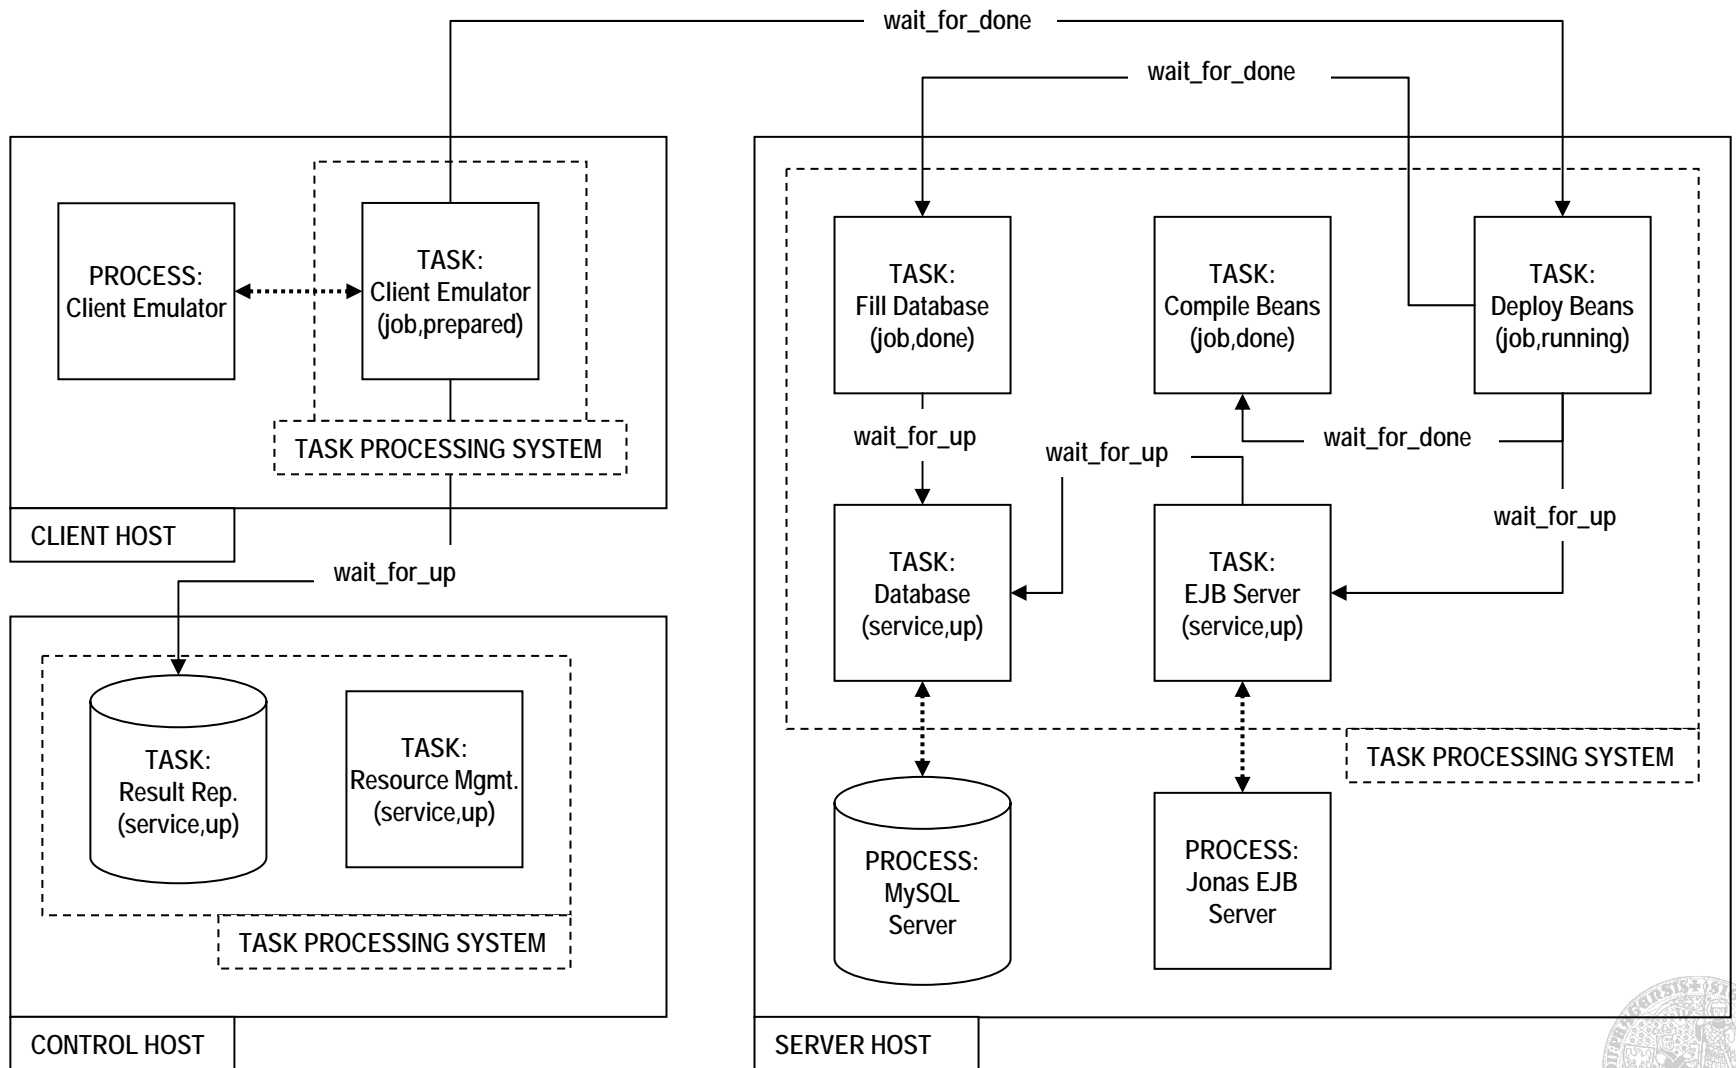 wait_for_done
wait_for_done
PROCESS:
Client Emulator
TASK:
Client Emulator
(job,prepared)
TASK PROCESSING SYSTEM
CLIENT HOST
wait_for_up
TASK:
Result Rep.
(service,up)
TASK:
Resource Mgmt.
(service,up)
TASK PROCESSING SYSTEM
CONTROL HOST
TASK:
Fill Database
(job,done)
TASK:
Compile Beans
(job,done)
TASK:
Deploy Beans
(job,running)
wait_for_up
wait_for_up
wait_for_done
wait_for_up
TASK:
Database
(service,up)
TASK:
EJB Server
(service,up)
TASK PROCESSING SYSTEM
PROCESS:
MySQL
Server
PROCESS:
Jonas EJB
Server
SERVER HOST